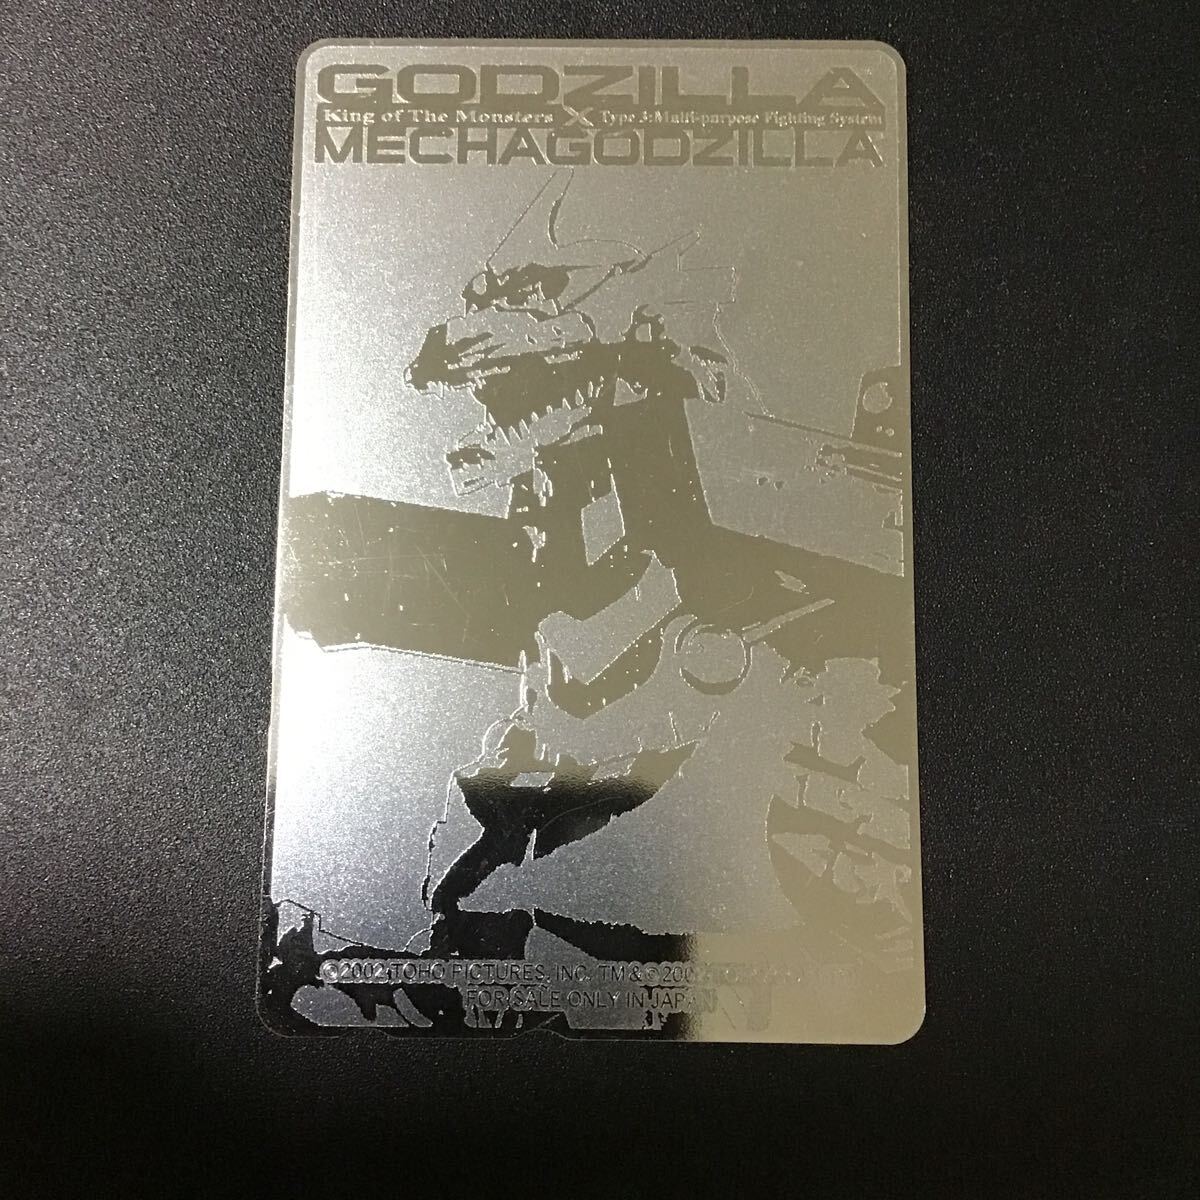 GODZILLA
King of The Monsters X Type 3:Multi-purpose Fighting System
MECHAGODZILLA
©2002 TOHO PICTURES, INC. TM & ©
FOR SALE ONLY IN JAPAN